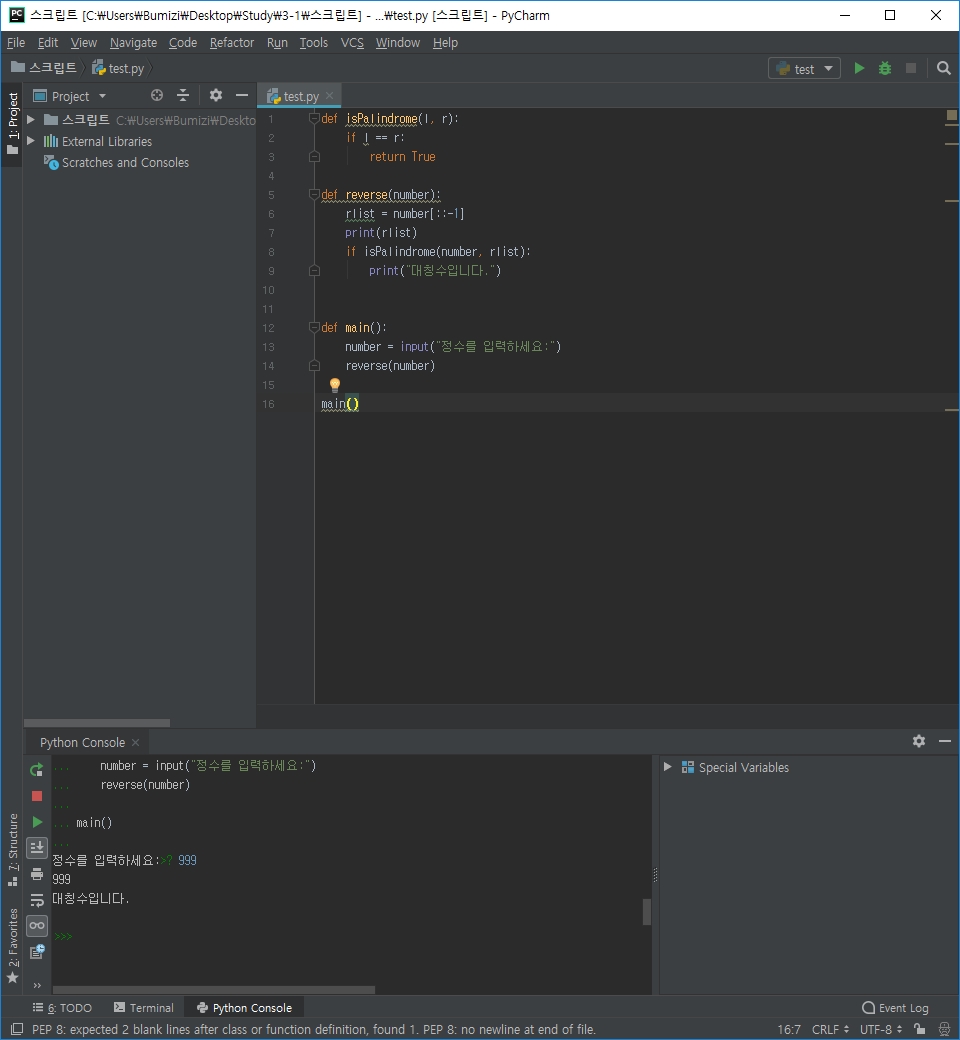 PC 스크립트 [C:₩Users₩Bumizi₩Desktop₩Study₩3-1₩스크립트] - ...₩test.py [스크립트] - PyCharm
File Edit View Navigate Code Refactor Run Tools VCS Window Help
스크립트 test.py test
1: Project
Project
스크립트 C:₩Users₩Bumizi₩Deskto
External Libraries
Scratches and Consoles
test.py
1 def isPalindrome(l, r):
2 if l == r:
3 return True
4
5 def reverse(number):
6 rlist = number[::-1]
7 print(rlist)
8 if isPalindrome(number, rlist):
9 print("대칭수입니다.")
10
11
12 def main():
13 number = input("정수를 입력하세요:")
14 reverse(number)
15
16 main()
Python Console
... number = input("정수를 입력하세요:")
... reverse(number)
...
... main()
...
정수를 입력하세요:>? 999
999
대칭수입니다.
>>>
Special Variables
7: Structure
2: Favorites
6: TODO Terminal Python Console Event Log
PEP 8: expected 2 blank lines after class or function definition, found 1. PEP 8: no newline at end of file. 16:7 CRLF UTF-8